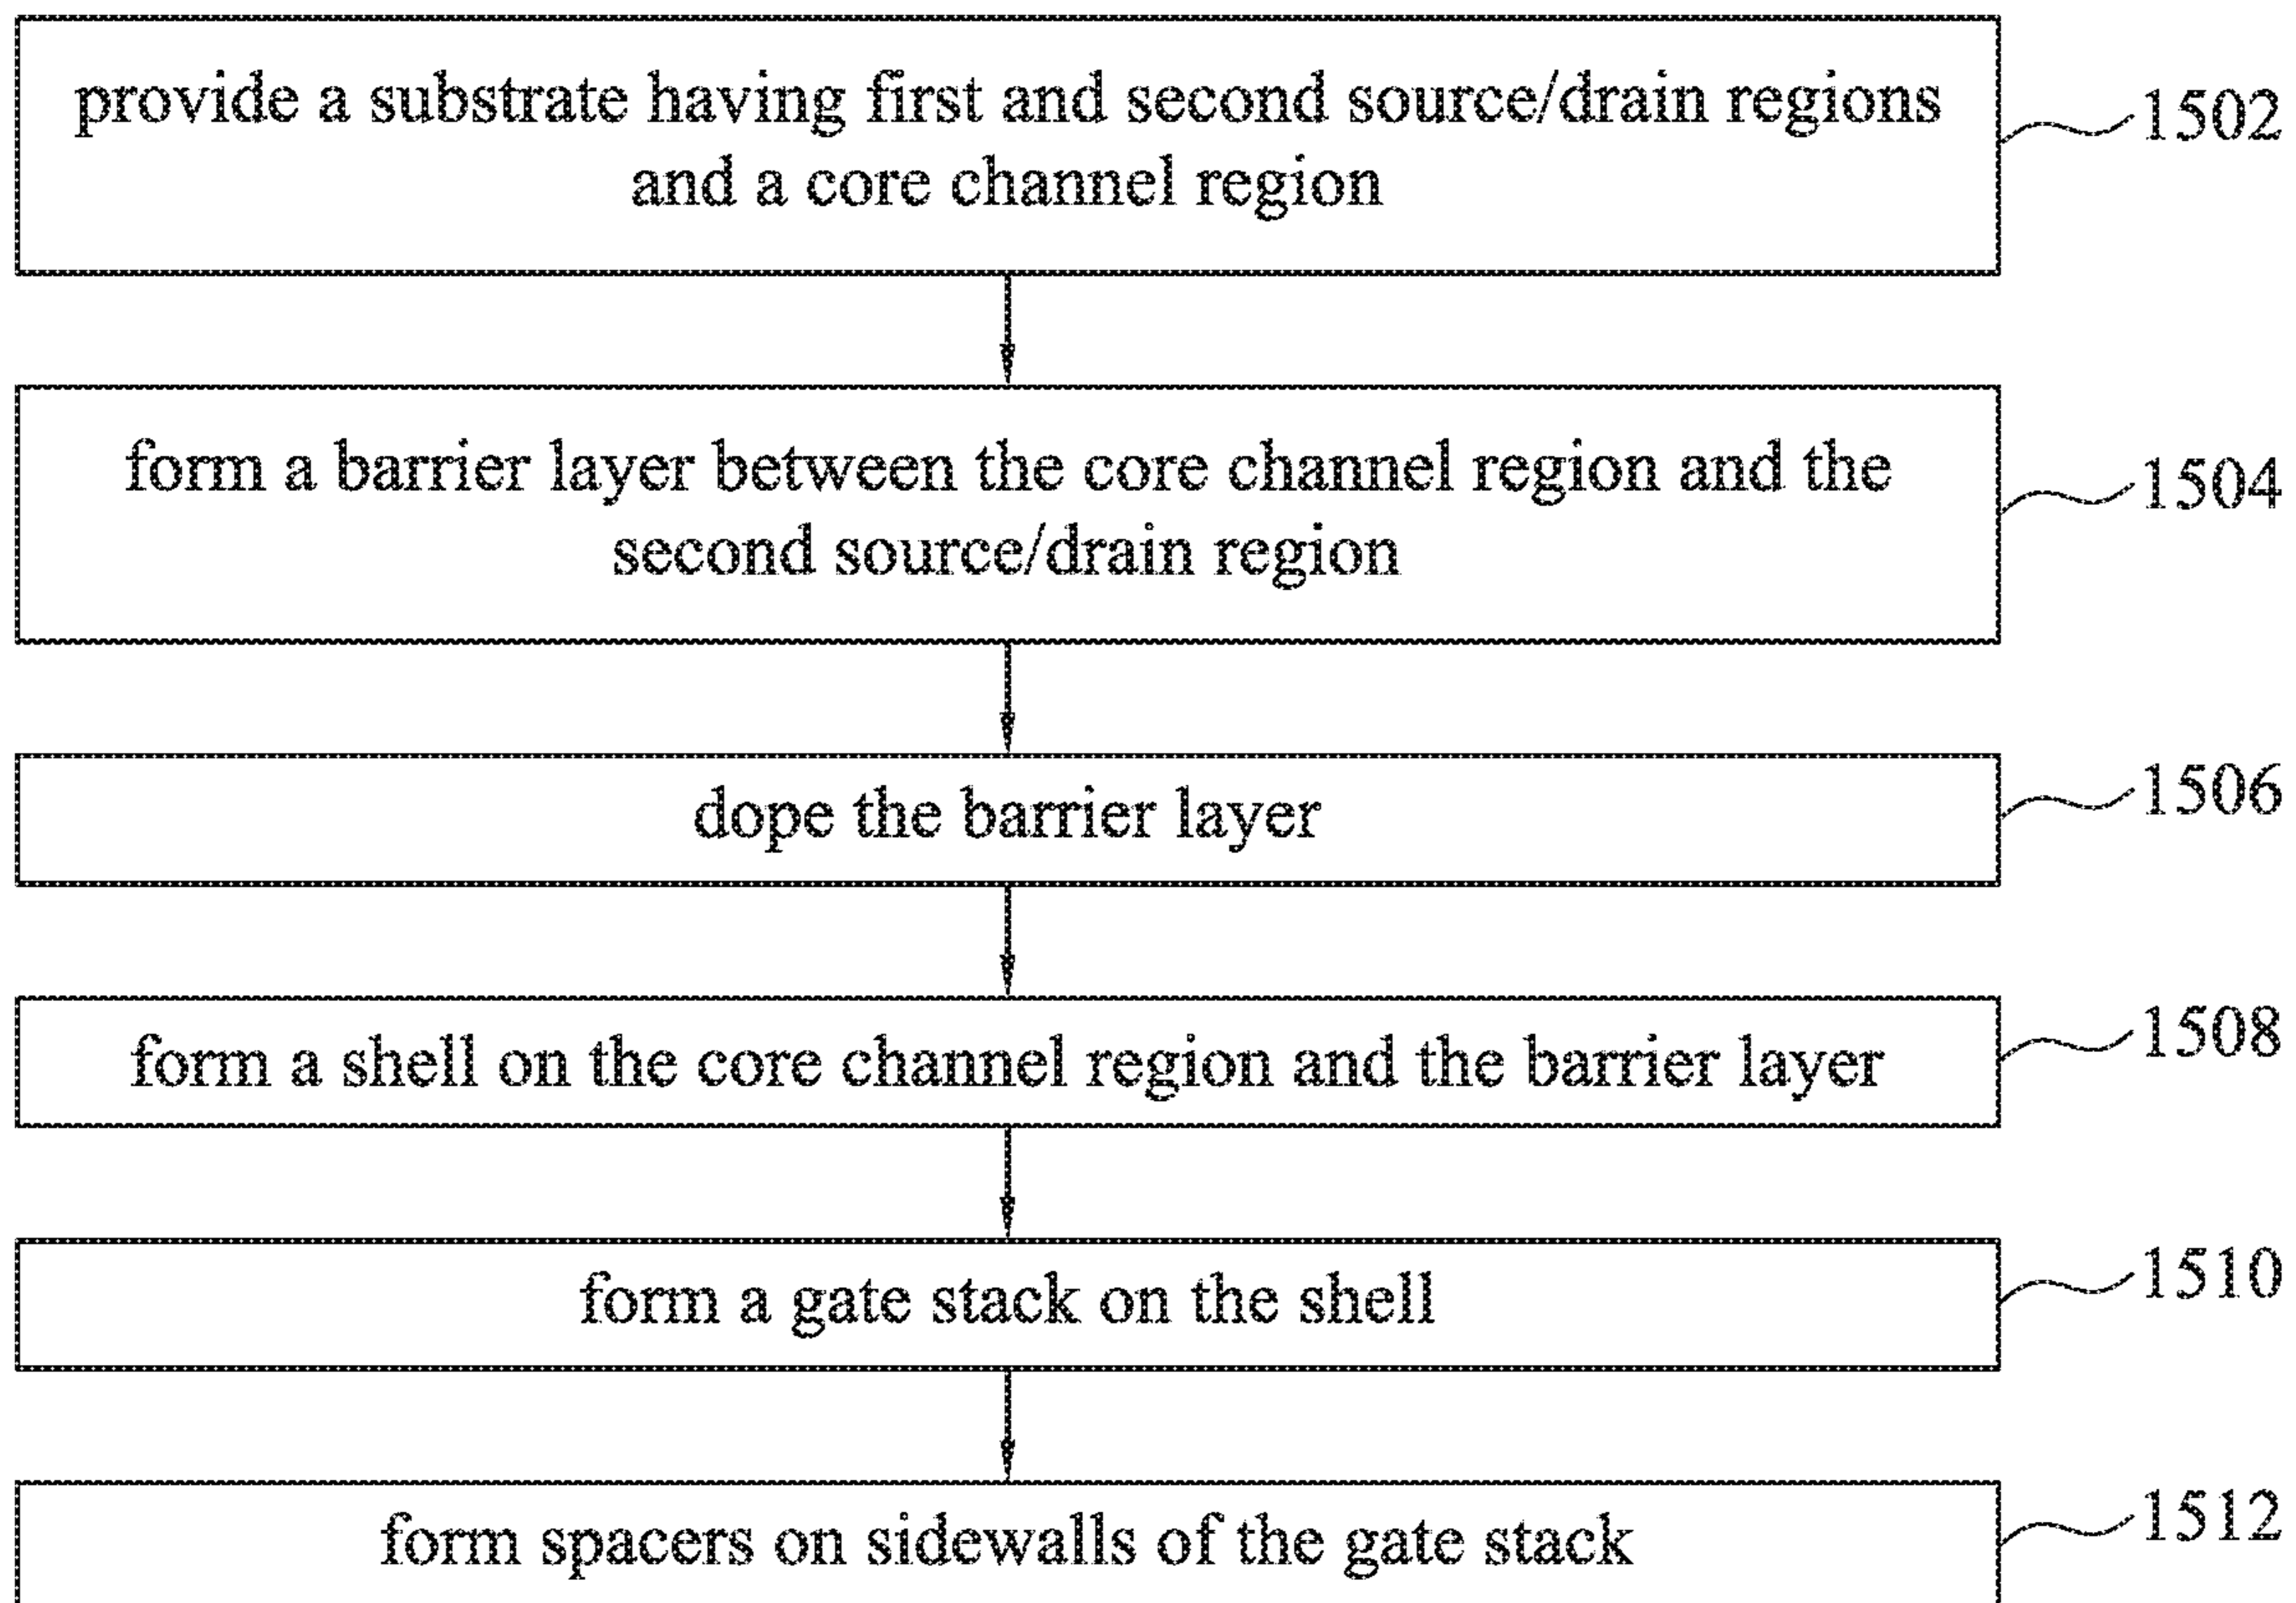 provide a substrate having first and second source/drain regions
and a core channel region
1502
form a barrier layer between the core channel region and the
second source/drain region
1504
dope the barrier layer
1506
form a shell on the core channel region and the barrier layer
1508
form a gate stack on the shell
1510
form spacers on sidewalls of the gate stack
1512